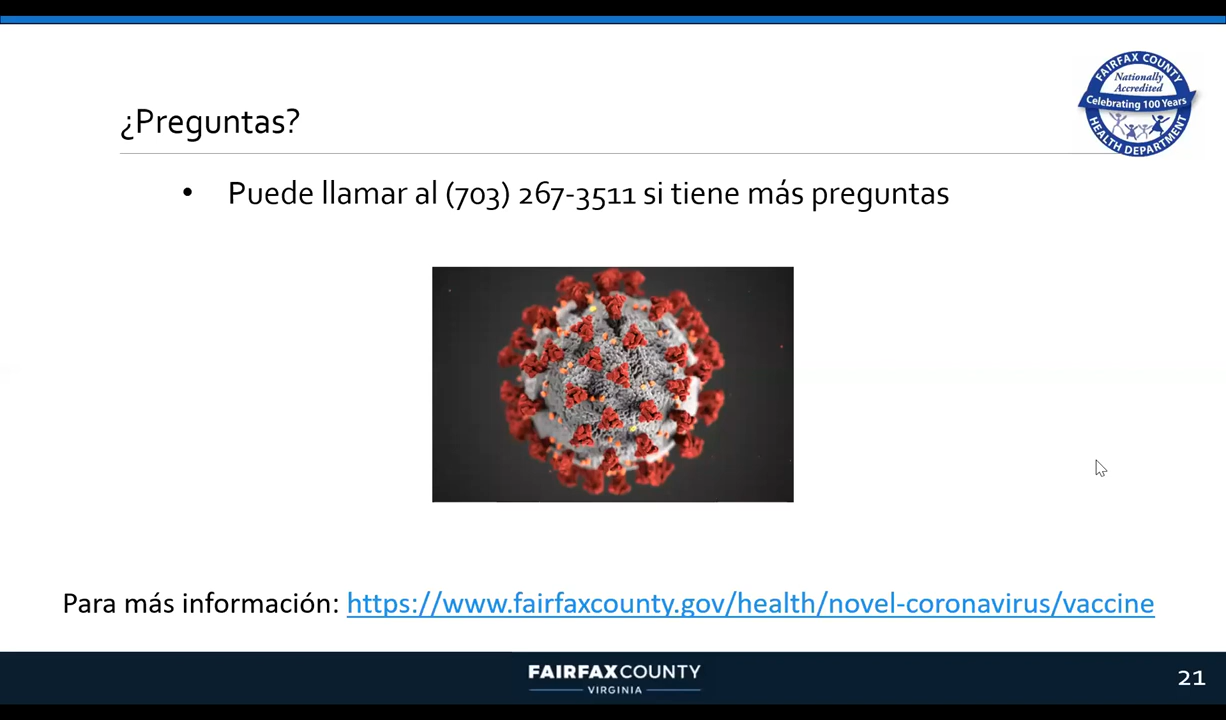 FAIRFAX COUNTY
Nationally
Accredited
Celebrating 100 Years
HEALTH DEPARTMENT
¿Preguntas?
• Puede llamar al (703) 267-3511 si tiene más preguntas
Para más información: https://www.fairfaxcounty.gov/health/novel-coronavirus/vaccine
FAIRFAX COUNTY
VIRGINIA
21